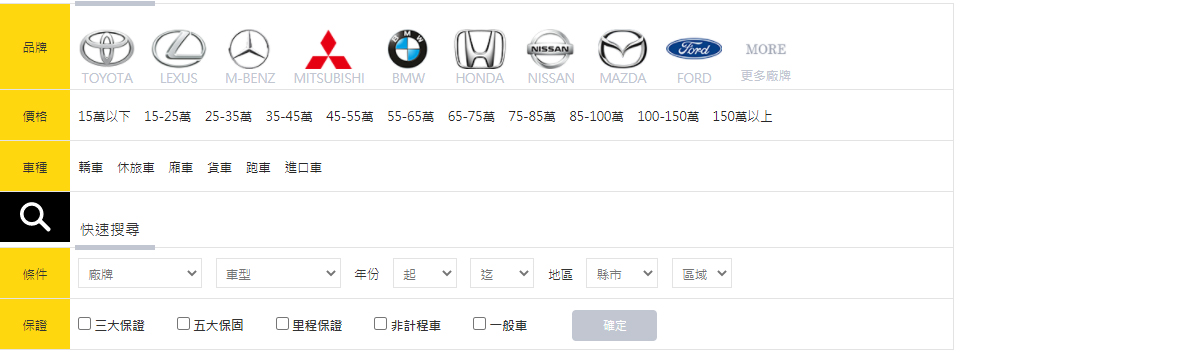 品牌
NISSAN
BMW
Ford
MORE
TOYOTA LEXUS M-BENZ MITSUBISHI BMW HONDA NISSAN MAZDA FORD 更多廠牌
價格 15萬以下 15-25萬 25-35萬 35-45萬 45-55萬 55-65萬 65-75萬 75-85萬 85-100萬 100-150萬 150萬以上
車種 轎車 休旅車 廂車 貨車 跑車 進口車
快速搜尋
條件 廠牌 車型 年份 起 迄 地區 縣市 區域
保證 三大保證 五大保固 里程保證 非計程車 一般車 確定